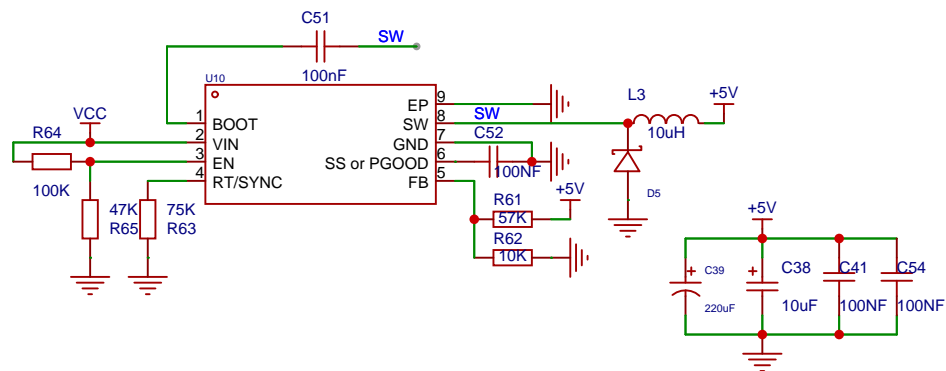 C51
SW
100nF
U10
1 BOOT
2 VIN
3 EN
4 RT/SYNC
EP 9
SW 8
GND 7
SS or PGOOD 6
FB 5
VCC
R64
100K
47K
R65
75K
R63
SW
C52
100NF
+5V
R61
57K
R62
10K
L3
10uH
+5V
D5
+5V
C39
220uF
C38
10uF
C41
100NF
C54
100NF